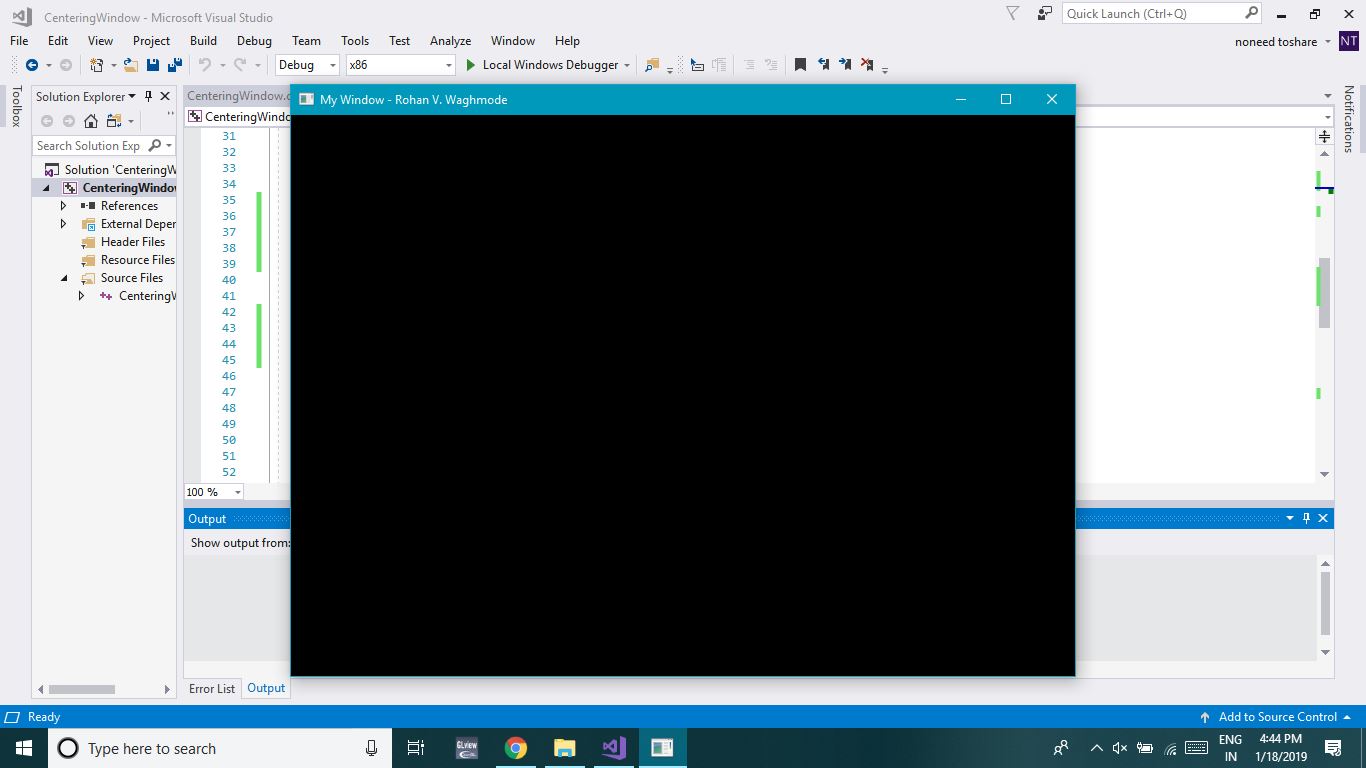 CenteringWindow - Microsoft Visual Studio
Quick Launch (Ctrl+Q)
File Edit View Project Build Debug Team Tools Test Analyze Window Help
noneed toshare NT
Debug x86 Local Windows Debugger
Toolbox
Solution Explorer
Search Solution Exp
Solution 'CenteringW
CenteringWindow
References
External Deper
Header Files
Resource Files
Source Files
CenteringW
CenteringWindow.c
CenteringWindo
31
32
33
34
35
36
37
38
39
40
41
42
43
44
45
46
47
48
49
50
51
52
100 %
My Window - Rohan V. Waghmode
Notifications
Output
Show output from:
Error List Output
Ready
Add to Source Control
Type here to search
GLview
ENG
IN
4:44 PM
1/18/2019